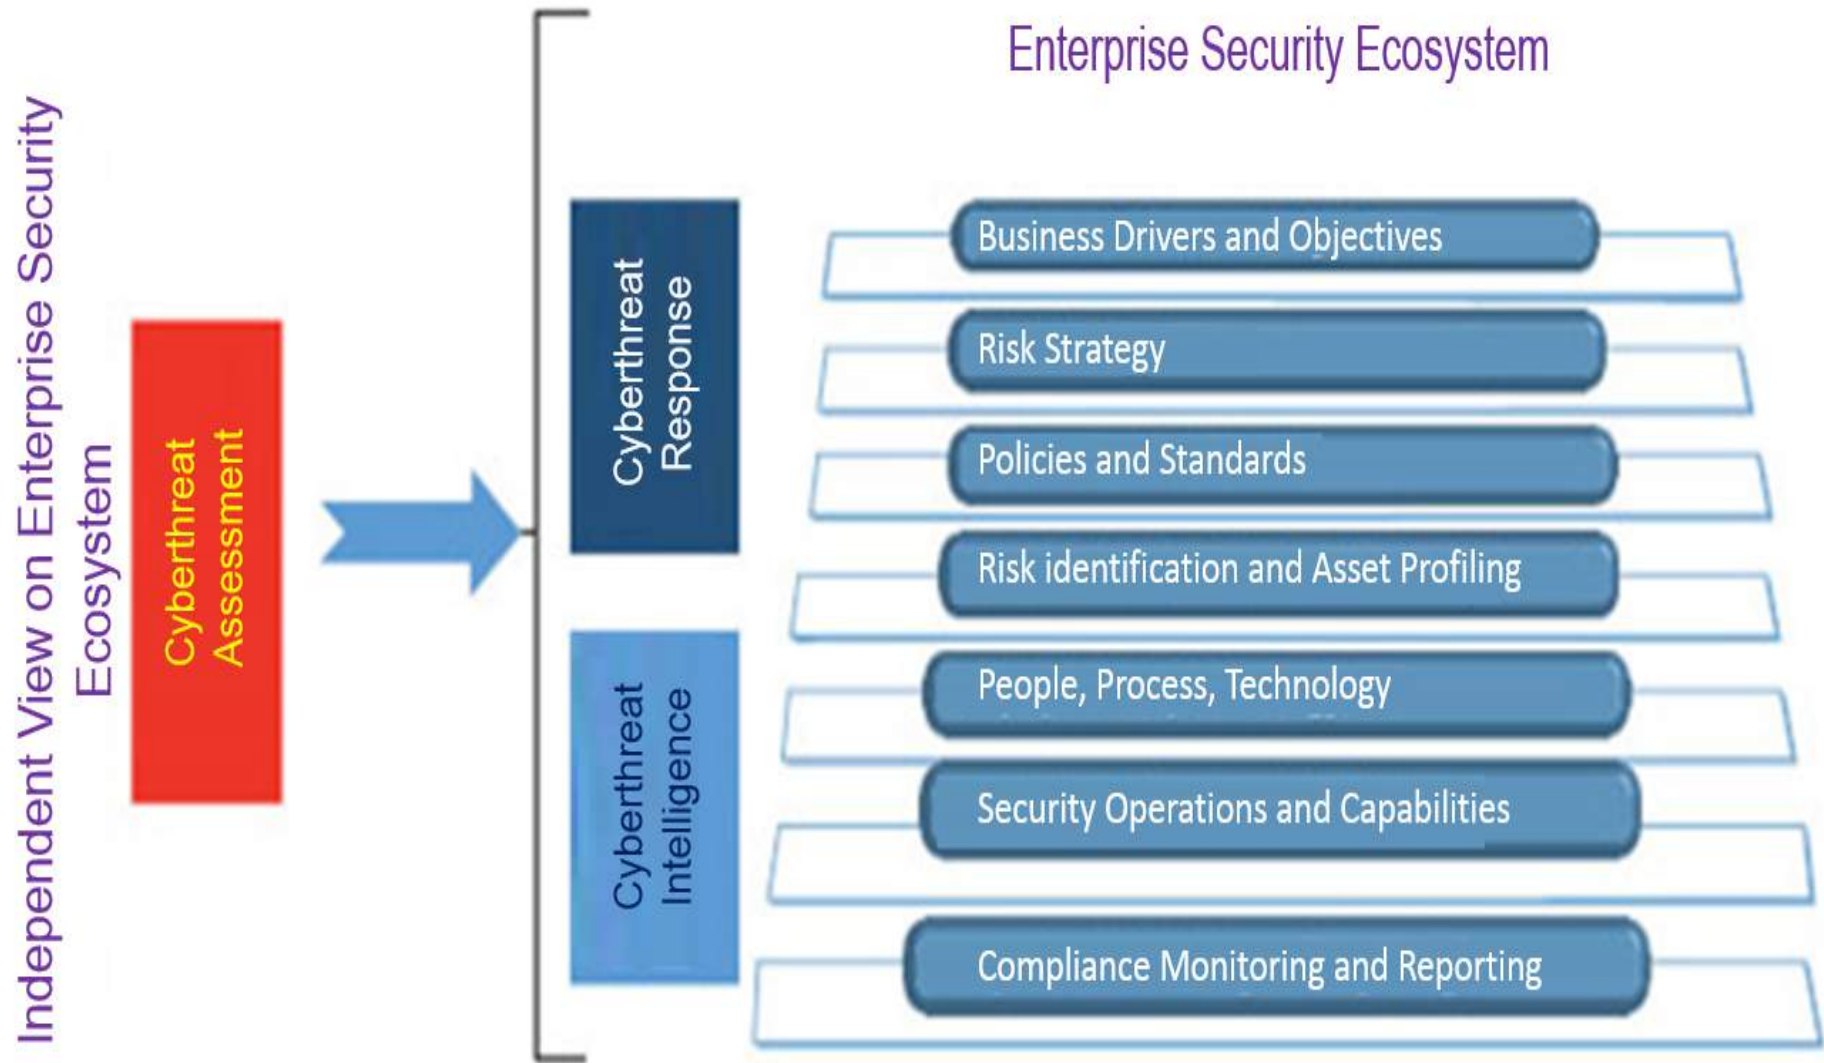 Independent View on Enterprise Security
Ecosystem
Cyberthreat
Assessment
Enterprise Security Ecosystem
Cyberthreat
Response
Cyberthreat
Intelligence
Business Drivers and Objectives
Risk Strategy
Policies and Standards
Risk identification and Asset Profiling
People, Process, Technology
Security Operations and Capabilities
Compliance Monitoring and Reporting